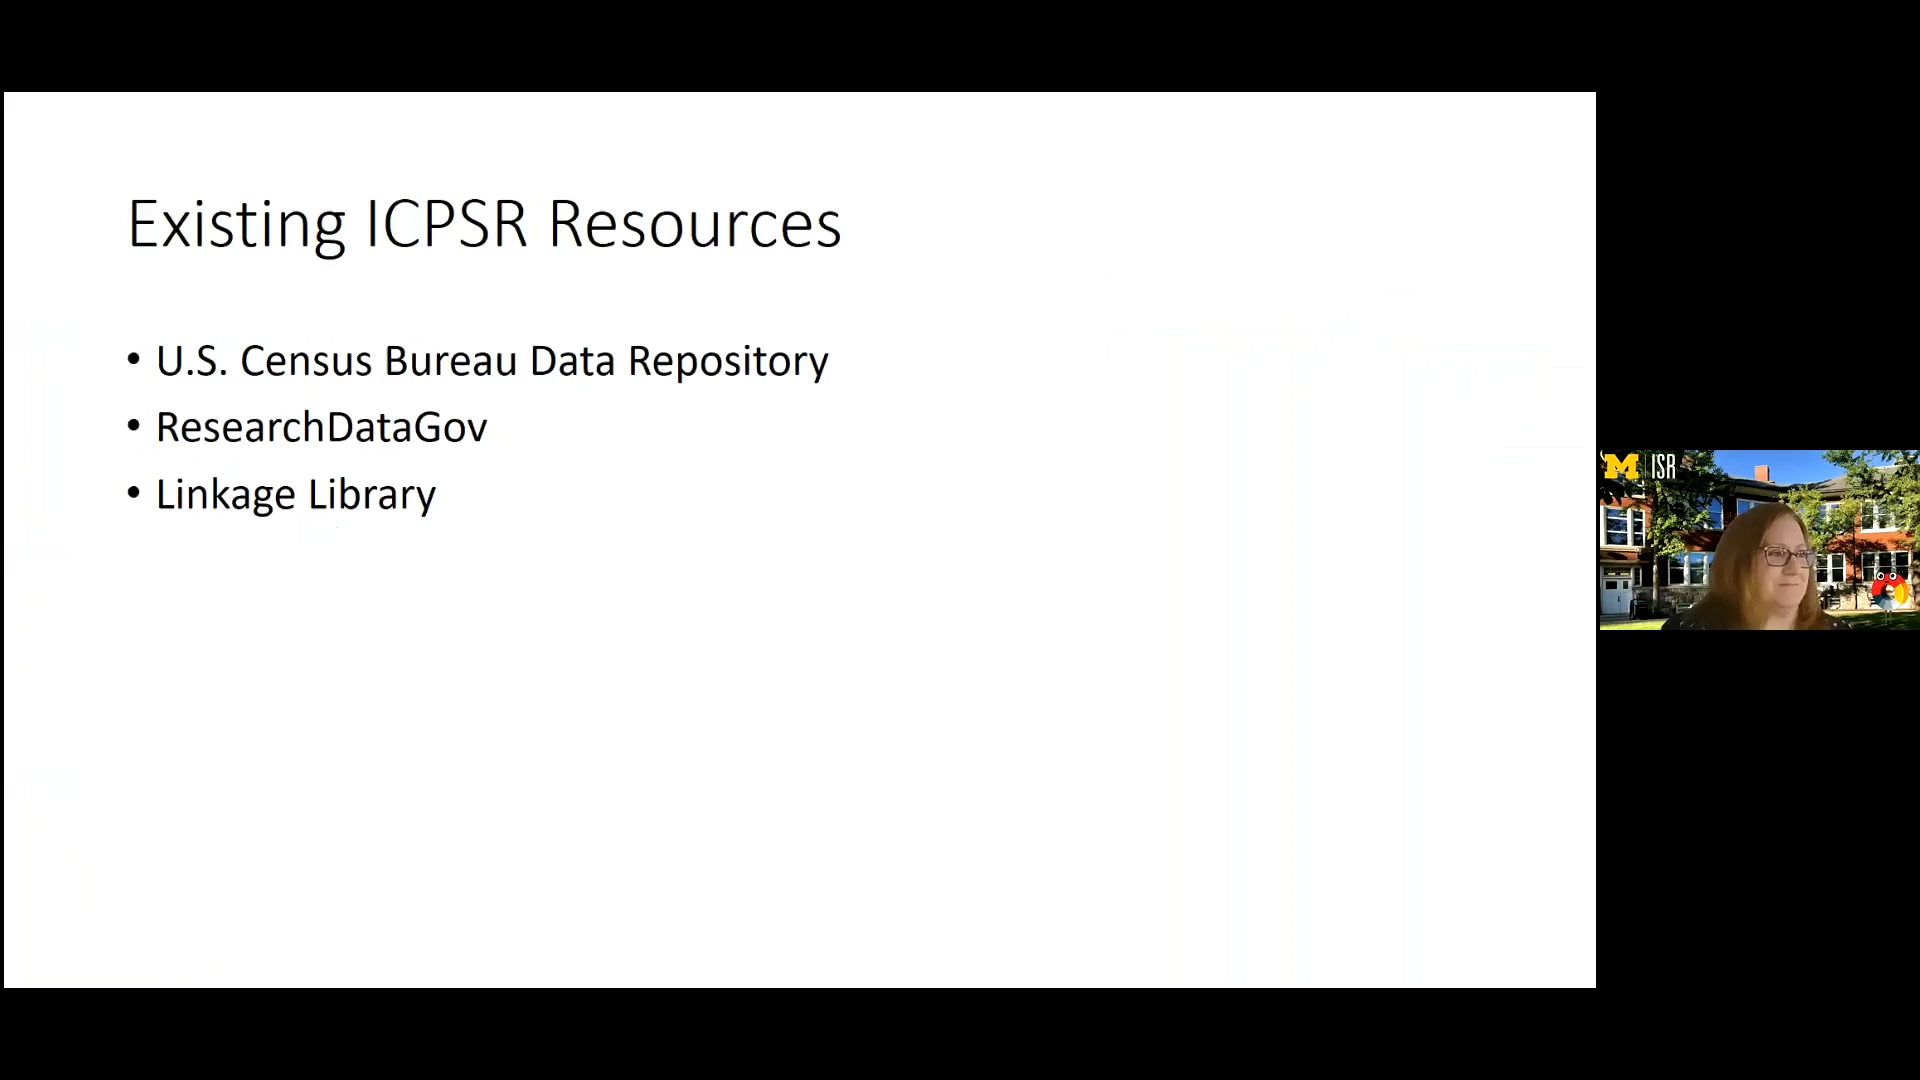 Existing ICPSR Resources
• U.S. Census Bureau Data Repository
• ResearchDataGov
• Linkage Library
M ISR